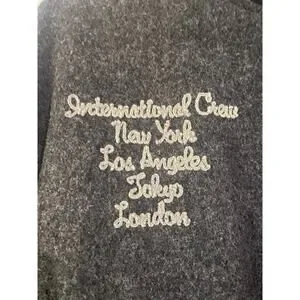 International Crew
New York
Los Angeles
Tokyo
London